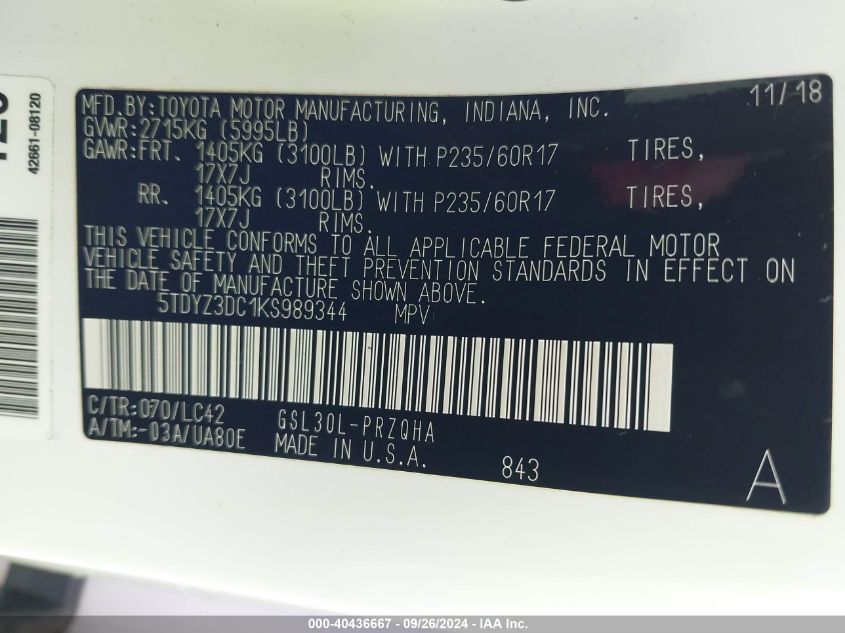 42661-08120
MFD.BY:TOYOTA MOTOR MANUFACTURING, INDIANA, INC. 11/18
GVWR:2715KG (5995LB)
GAWR:FRT. 1405KG (3100LB) WITH P235/60R17 TIRES,
17X7J RIMS.
RR. 1405KG (3100LB) WITH P235/60R17 TIRES,
17X7J RIMS.
THIS VEHICLE CONFORMS TO ALL APPLICABLE FEDERAL MOTOR
VEHICLE SAFETY AND THEFT PREVENTION STANDARDS IN EFFECT ON
THE DATE OF MANUFACTURE SHOWN ABOVE.
5TDYZ3DC1KS989344 MPV
C/TR:070/LC42 GSL30L-PRZQHA
A/TM:-03A/UA80E MADE IN U.S.A.
843
A
000-40436667 - 09/26/2024 - IAA Inc.